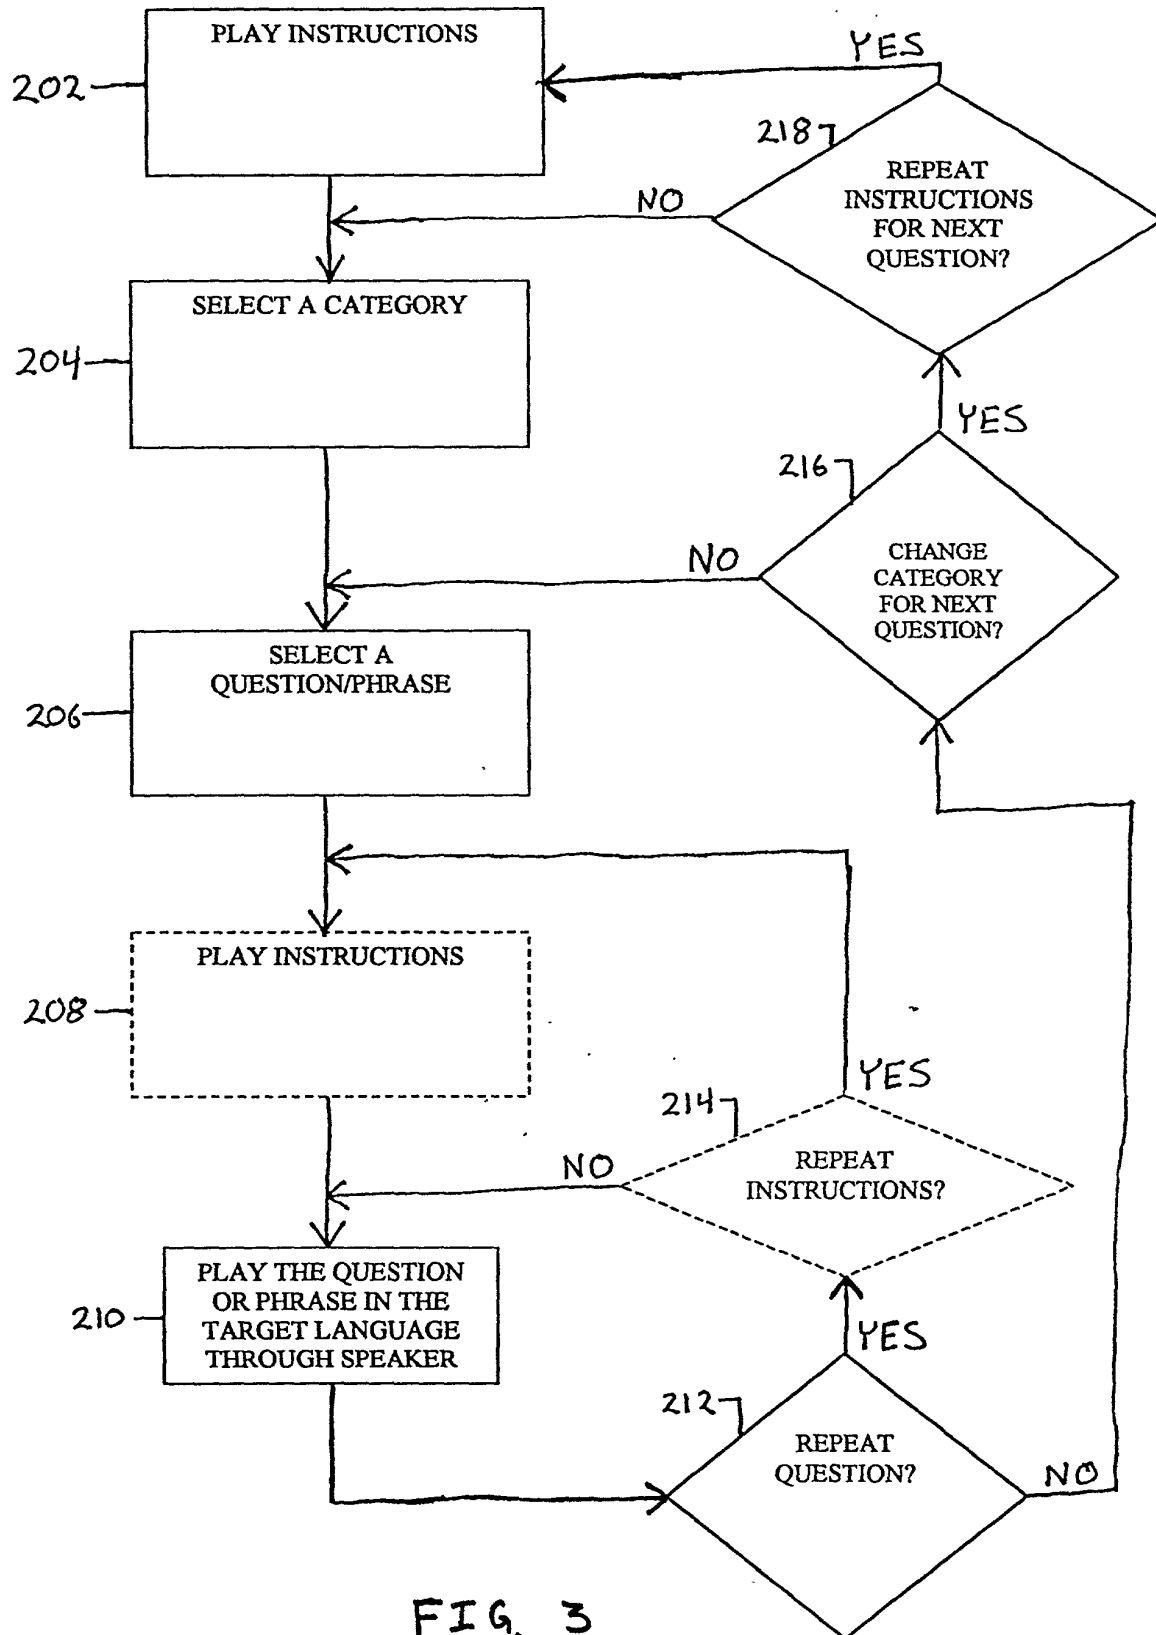 PLAY INSTRUCTIONS
202
YES
218
REPEAT
INSTRUCTIONS
FOR NEXT
QUESTION?
NO
SELECT A CATEGORY
204
YES
216
CHANGE
CATEGORY
FOR NEXT
QUESTION?
NO
SELECT A
QUESTION/PHRASE
206
PLAY INSTRUCTIONS
208
YES
214
REPEAT
INSTRUCTIONS?
NO
PLAY THE QUESTION
OR PHRASE IN THE
TARGET LANGUAGE
THROUGH SPEAKER
210
YES
212
REPEAT
QUESTION?
NO
FIG. 3